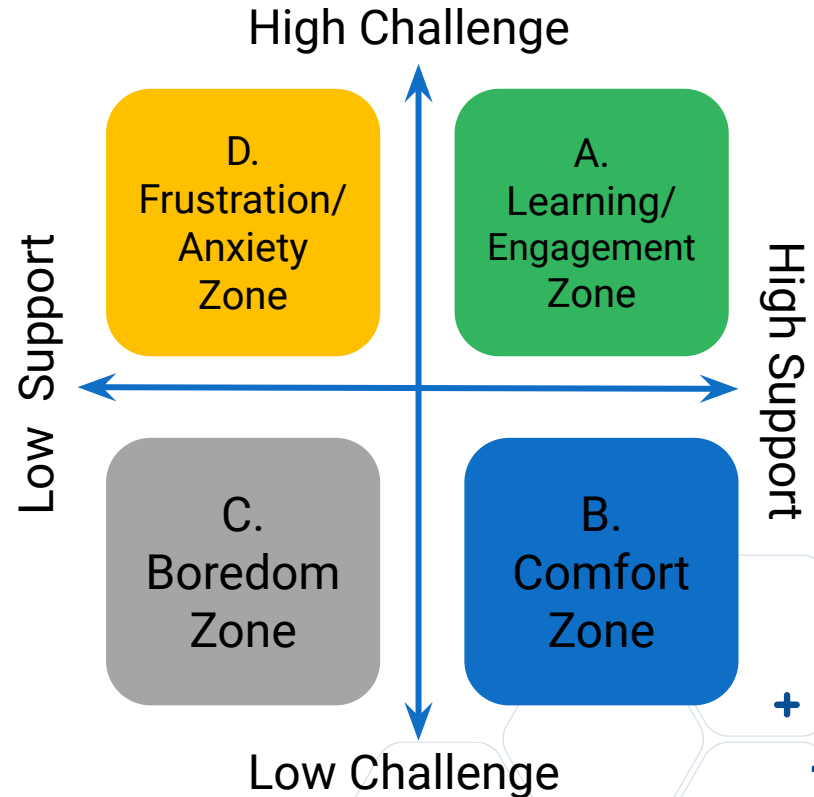 High Challenge
D.
Frustration/
Anxiety
Zone
A.
Learning/
Engagement
Zone
Low Support
High Support
C.
Boredom
Zone
B.
Comfort
Zone
Low Challenge